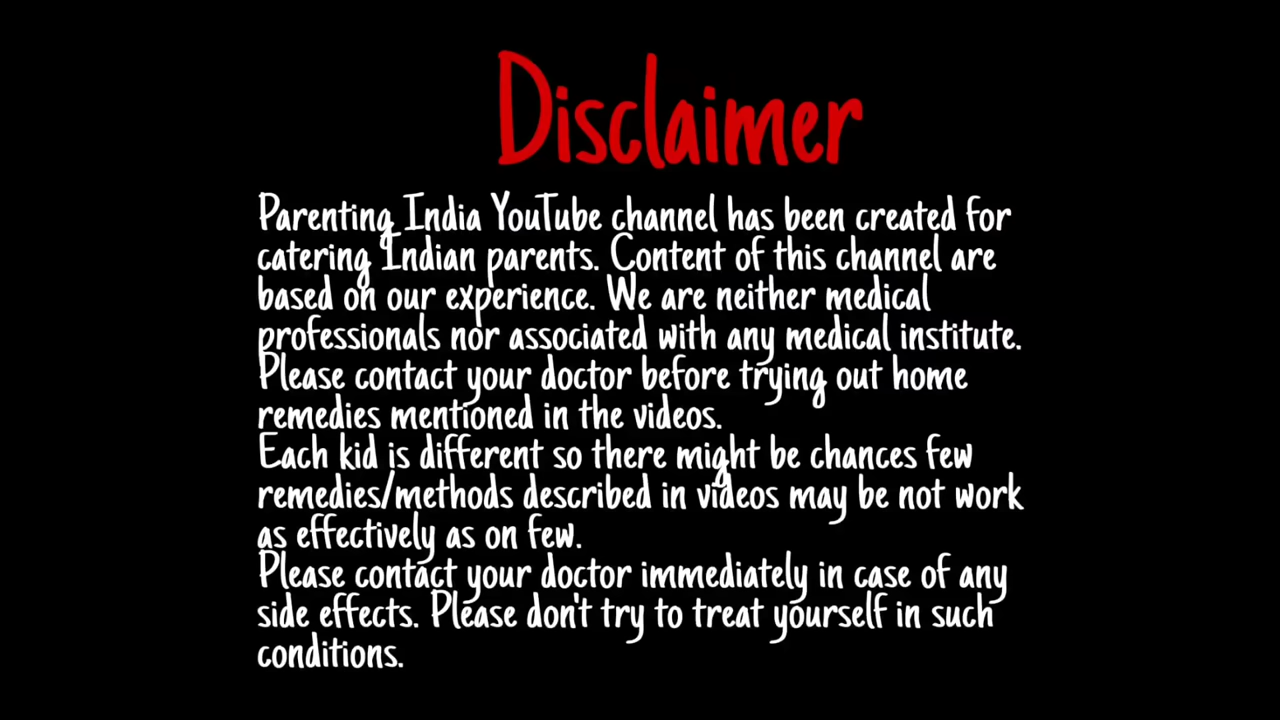 Disclaimer
Parenting India YouTube channel has been created for
catering Indian parents. Content of this channel are
based on our experience. We are neither medical
professionals nor associated with any medical institute.
Please contact your doctor before trying out home
remedies mentioned in the videos.
Each kid is different so there might be chances few
remedies/methods described in videos may be not work
as effectively as on few.
Please contact your doctor immediately in case of any
side effects. Please don't try to treat yourself in such
conditions.